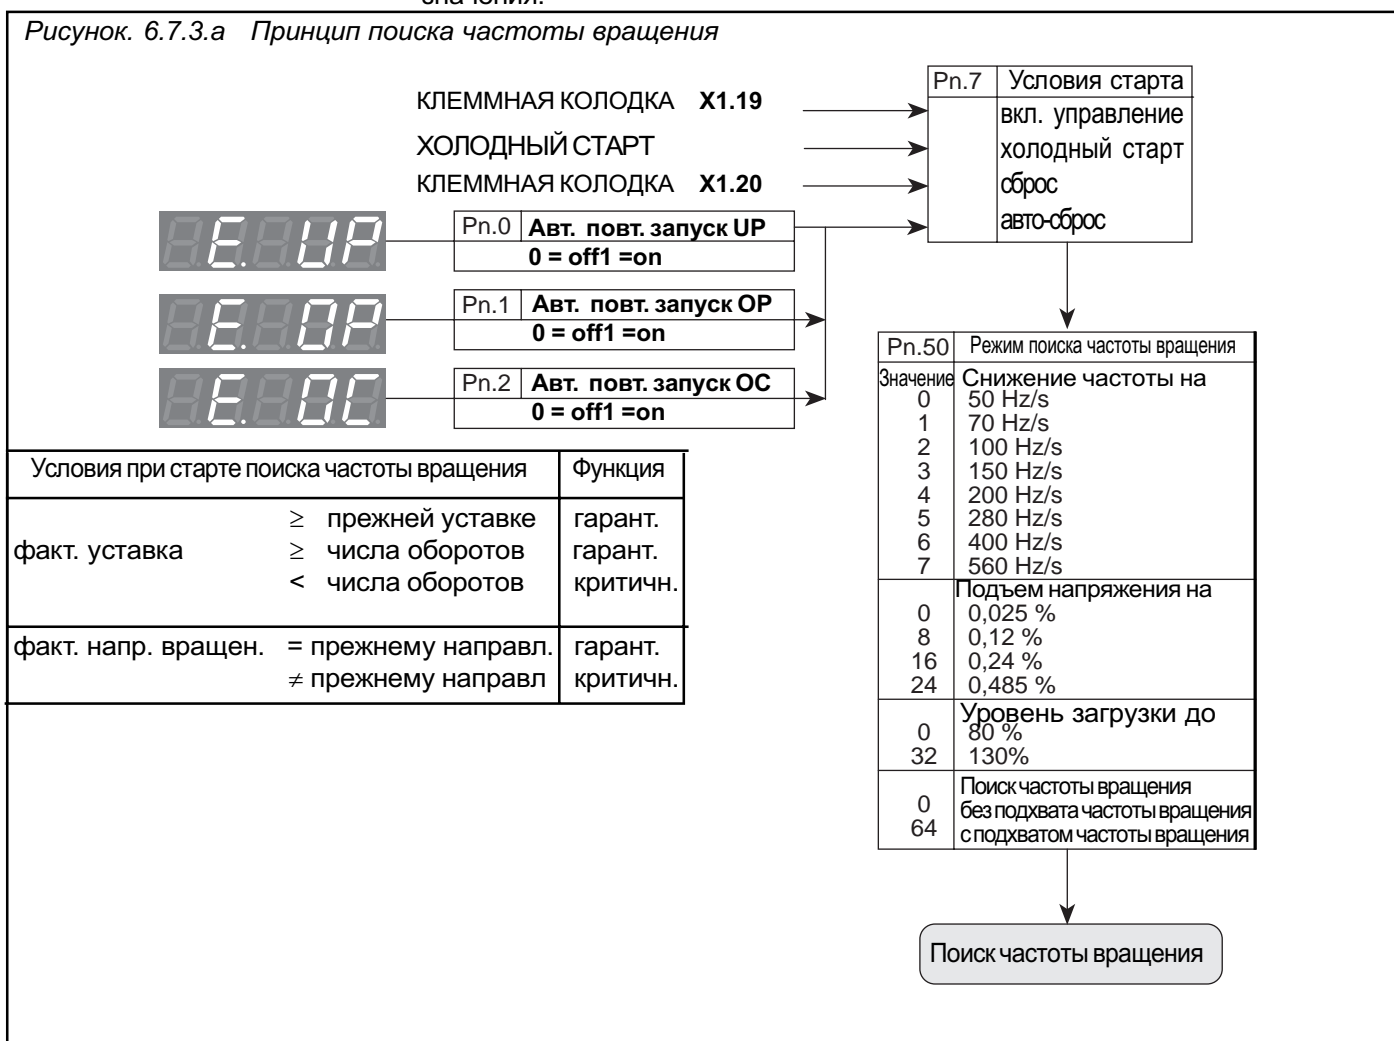 значения.
Рисунок. 6.7.3.а Принцип поиска частоты вращения
КЛЕММНАЯ КОЛОДКА X1.19
ХОЛОДНЫЙ СТАРТ
КЛЕММНАЯ КОЛОДКА X1.20
Pn.7 Условия старта
вкл. управление
холодный старт
сброс
авто-сброс
E. UP
Pn.0 Авт. повт. запуск UP
0 = off1 =on
E. OP
Pn.1 Авт. повт. запуск OP
0 = off1 =on
E. OC
Pn.2 Авт. повт. запуск OC
0 = off1 =on
Условия при старте поиска частоты вращения Функция
≥ прежней уставке гарант.
факт. уставка ≥ числа оборотов гарант.
< числа оборотов критичн.
факт. напр. вращен. = прежнему направл. гарант.
≠ прежнему направл критичн.
Pn.50 Режим поиска частоты вращения
Значение Снижение частоты на
0 50 Hz/s
1 70 Hz/s
2 100 Hz/s
3 150 Hz/s
4 200 Hz/s
5 280 Hz/s
6 400 Hz/s
7 560 Hz/s
Подъем напряжения на
0 0,025 %
8 0,12 %
16 0,24 %
24 0,485 %
Уровень загрузки до
0 80 %
32 130%
Поиск частоты вращения
0 без подхвата частоты вращения
64 с подхватом частоты вращения
Поиск частоты вращения